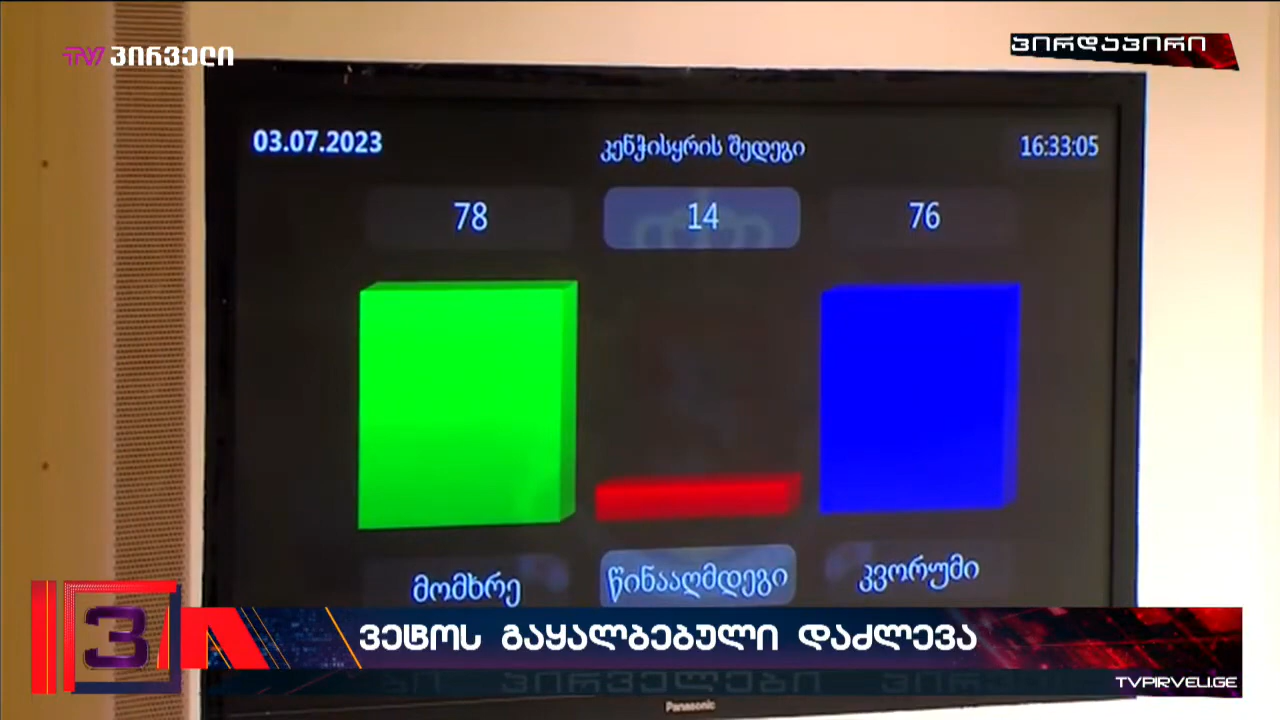 TV პირველი
პირდაპირი
03.07.2023
კენჭისყრის შედეგი
16:33:05
78
14
76
მომხრე
წინააღმდეგი
კვორუმი
ვეტოს გაყალბებული დაძლევა
TVPIRVELI.GE
Panasonic